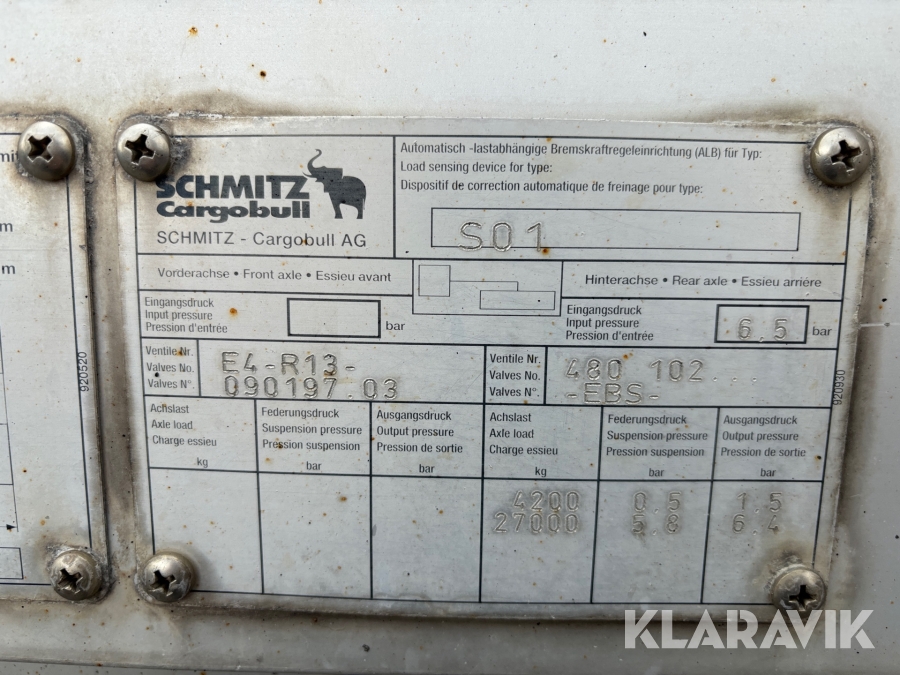 SCHMITZ
Cargobull
SCHMITZ - Cargobull AG
Automatisch -lastabhängige Bremskraftregeleinrichtung (ALB) für Typ:
Load sensing device for type:
Dispositif de correction automatique de freinage pour type:
S01
Vorderachse • Front axle • Essieu avant
Hinterachse • Rear axle • Essieu arriére
Eingangsdruck
Input pressure
Pression d'entrée
bar
Eingangsdruck
Input pressure
Pression d'entrée
6,5 bar
Ventile Nr.
Valves No.
Valves N°.
E4-R13-
090197.03
Ventile Nr.
Valves No.
Valves N°.
480 102...
-EBS-
Achslast
Axle load
Charge essieu
kg
Federungsdruck
Suspension pressure
Pression suspension
bar
Ausgangsdruck
Output pressure
Pression de sortie
bar
Achslast
Axle load
Charge essieu
kg
Federungsdruck
Suspension pressure
Pression suspension
bar
Ausgangsdruck
Output pressure
Pression de sortie
bar
4200 0,5 1,5
27000 5,8 6,4
920520
920930
m
m
KLARAVIK